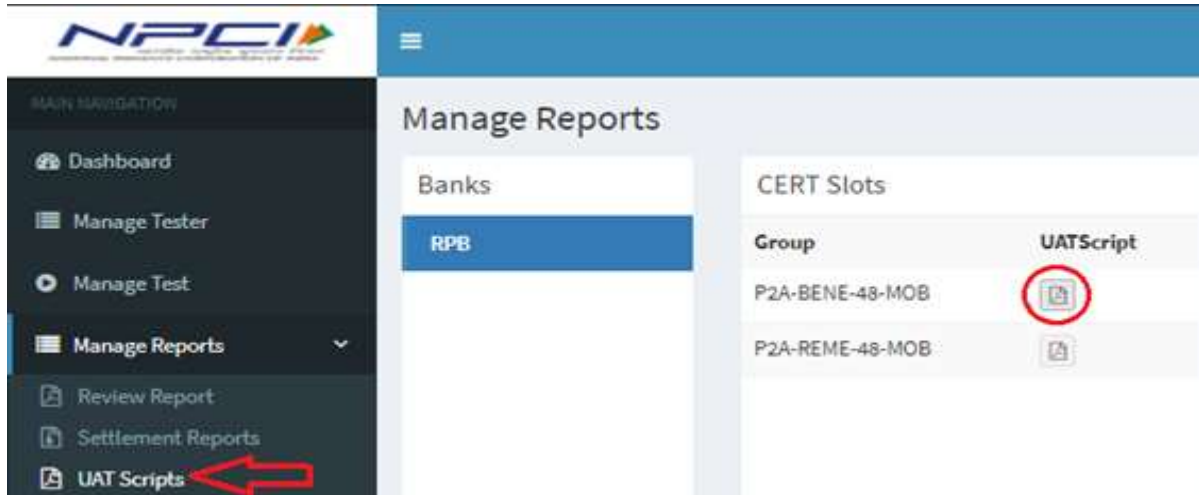 NPCI
MAIN NAVIGATION
Dashboard
Manage Tester
Manage Test
Manage Reports
Review Report
Settlement Reports
UAT Scripts
Manage Reports
Banks
RPB
CERT Slots
Group UATScript
P2A-BENE-48-MOB
P2A-REME-48-MOB